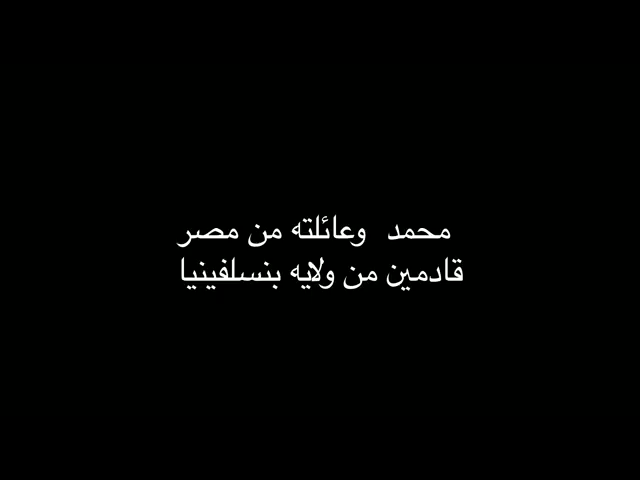 محمد وعائلته من مصر
قادمين من ولايه بنسلفينيا